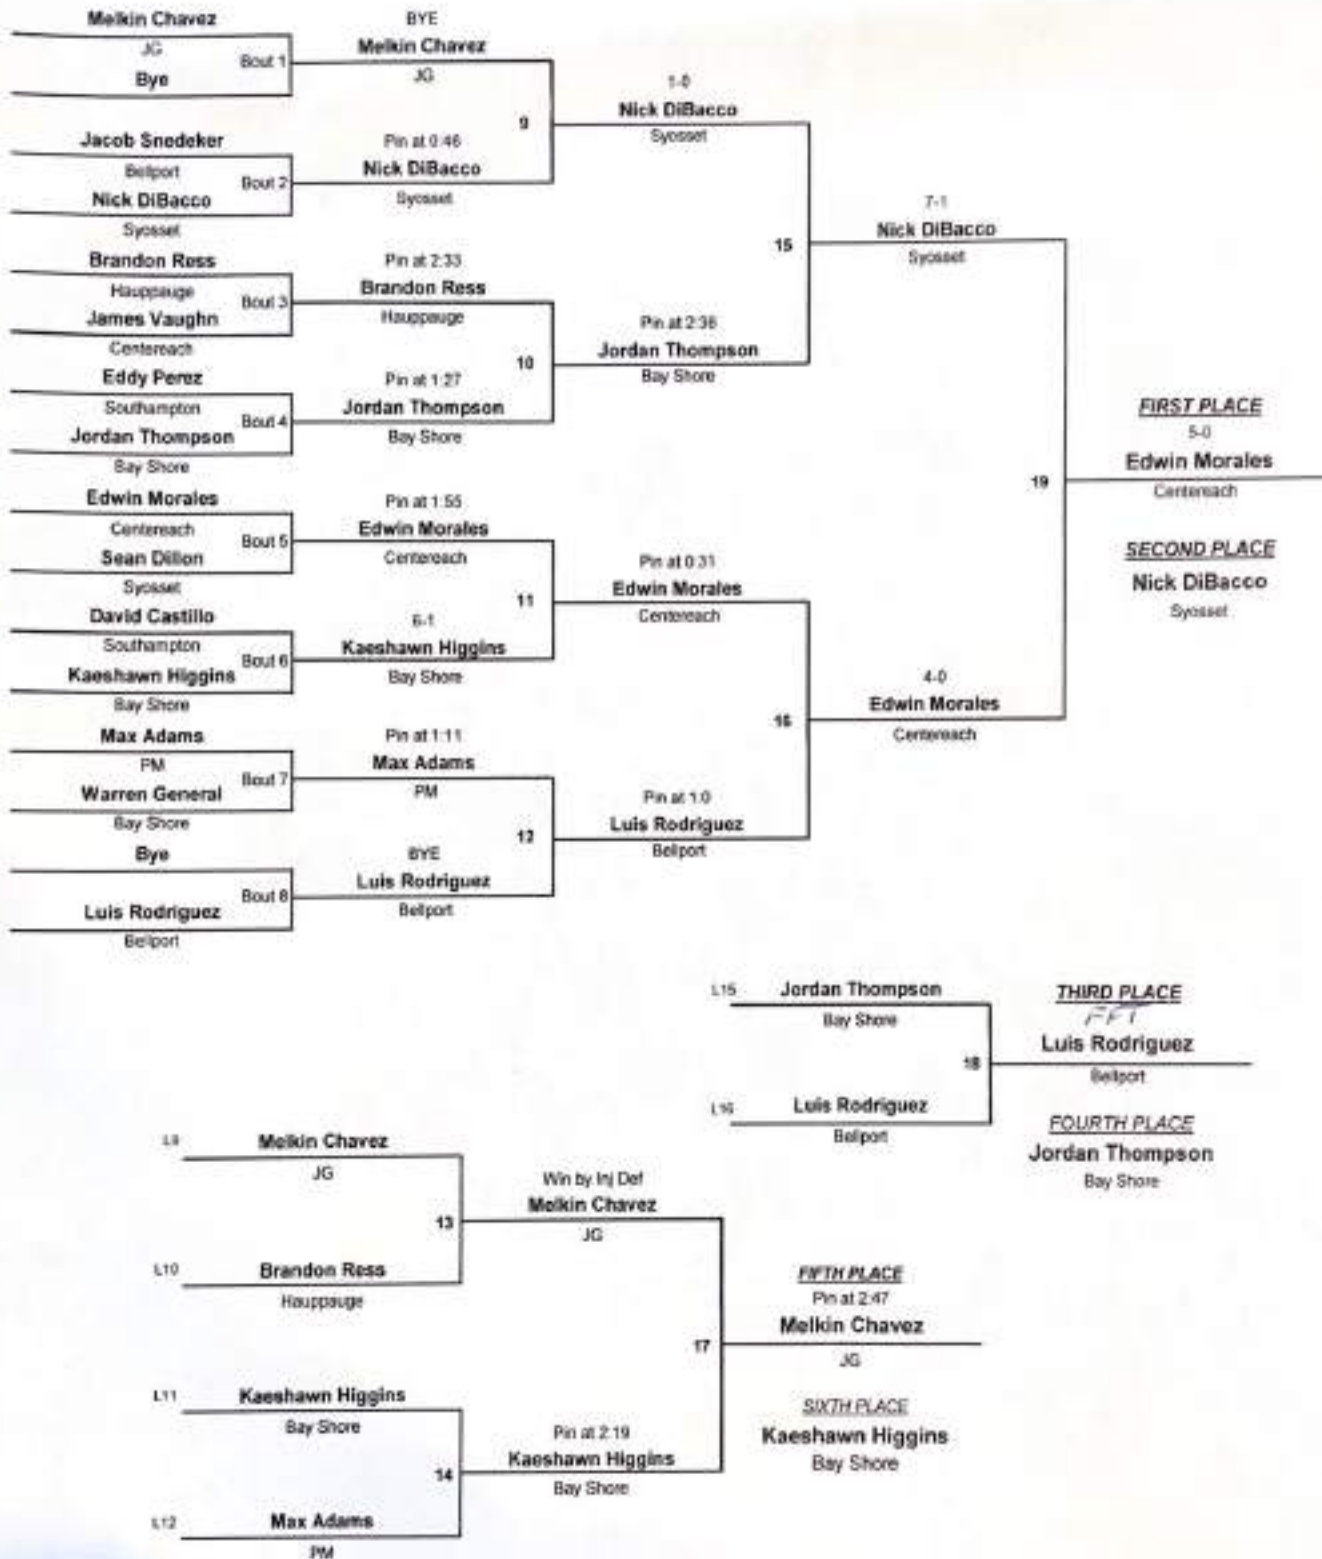 Melkin Chavez
JG
Bout 1
Bye
Jacob Snedeker
Bellport
Bout 2
Nick DiBacco
Syosset
Brandon Ress
Hauppauge
Bout 3
James Vaughn
Centereach
Eddy Perez
Southampton
Bout 4
Jordan Thompson
Bay Shore
Edwin Morales
Centereach
Bout 5
Sean Dillon
Syosset
David Castillo
Southampton
Bout 6
Kaeshawn Higgins
Bay Shore
Max Adams
PM
Bout 7
Warren General
Bay Shore
Bye
Bout 8
Luis Rodriguez
Bellport
BYE
Melkin Chavez
JG
9
Pin at 0:46
Nick DiBacco
Syosset
Pin at 2:33
Brandon Ress
Hauppauge
10
Pin at 1:27
Jordan Thompson
Bay Shore
Pin at 1:55
Edwin Morales
Centereach
11
6-1
Kaeshawn Higgins
Bay Shore
Pin at 1:11
Max Adams
PM
12
BYE
Luis Rodriguez
Bellport
1-0
Nick DiBacco
Syosset
15
Pin at 2:36
Jordan Thompson
Bay Shore
Pin at 0:31
Edwin Morales
Centereach
16
Pin at 1:0
Luis Rodriguez
Bellport
7-1
Nick DiBacco
Syosset
19
4-0
Edwin Morales
Centereach
FIRST PLACE
5-0
Edwin Morales
Centereach
SECOND PLACE
Nick DiBacco
Syosset
L15
Jordan Thompson
Bay Shore
18
L16
Luis Rodriguez
Bellport
THIRD PLACE
FFT
Luis Rodriguez
Bellport
FOURTH PLACE
Jordan Thompson
Bay Shore
L9
Melkin Chavez
JG
13
L10
Brandon Ress
Hauppauge
L11
Kaeshawn Higgins
Bay Shore
14
L12
Max Adams
PM
Win by Inj Def
Melkin Chavez
JG
17
Pin at 2:19
Kaeshawn Higgins
Bay Shore
FIFTH PLACE
Pin at 2:47
Melkin Chavez
JG
SIXTH PLACE
Kaeshawn Higgins
Bay Shore